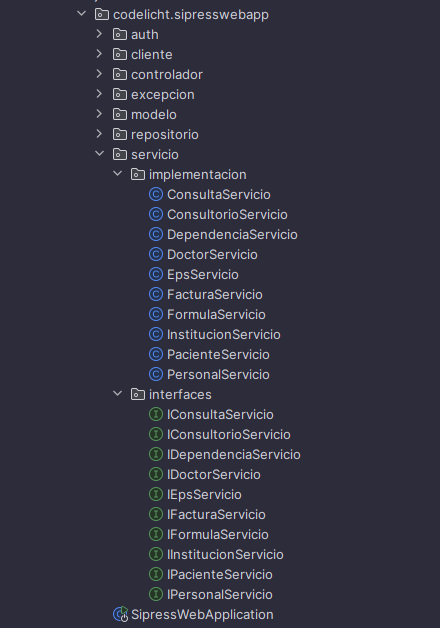 codelicht.sipresswebapp
auth
cliente
controlador
excepcion
modelo
repositorio
servicio
implementacion
ConsultaServicio
ConsultorioServicio
DependenciaServicio
DoctorServicio
EpsServicio
FacturaServicio
FormulaServicio
InstitucionServicio
PacienteServicio
PersonalServicio
interfaces
IConsultaServicio
IConsultorioServicio
IDependenciaServicio
IDoctorServicio
IEpsServicio
IFacturaServicio
IFormulaServicio
IInstitucionServicio
IPacienteServicio
IPersonalServicio
SipressWebApplication